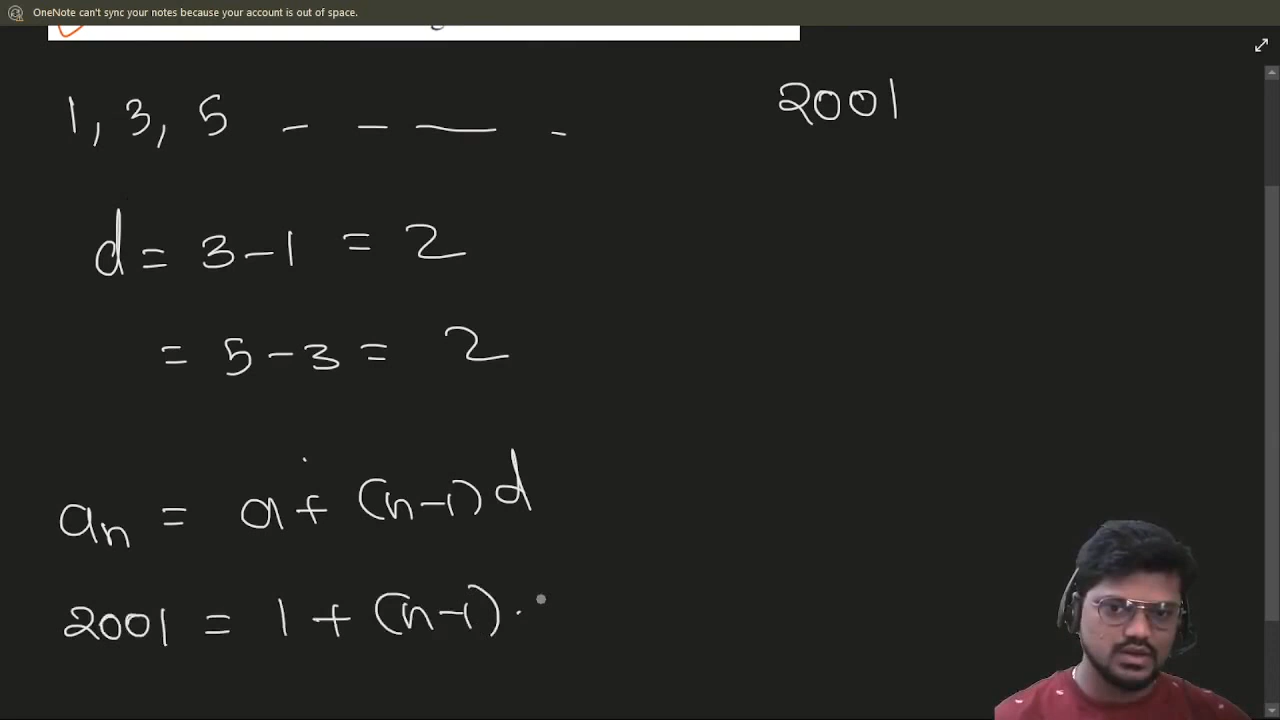 OneNote can't sync your notes because your account is out of space.
1, 3, 5 - - — - 2001
d = 3 - 1 = 2
= 5 - 3 = 2
an = a + (n-1) d
2001 = 1 + (n-1) .